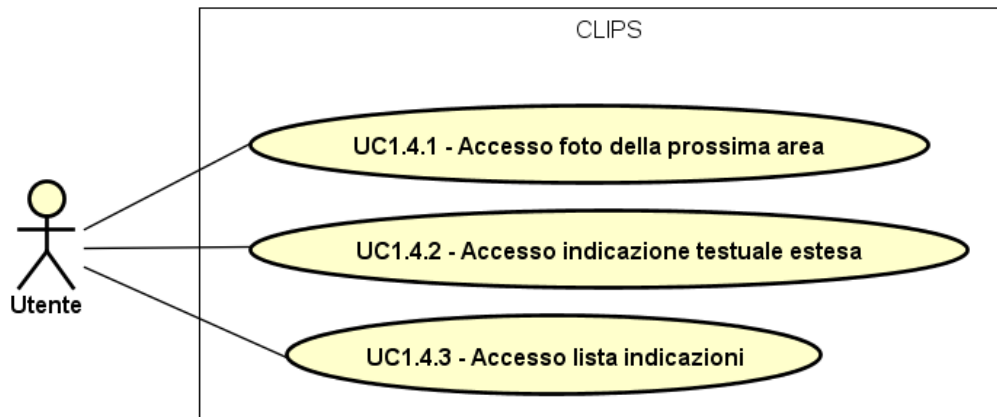 CLIPS
UC1.4.1 - Accesso foto della prossima area
UC1.4.2 - Accesso indicazione testuale estesa
Utente
UC1.4.3 - Accesso lista indicazioni